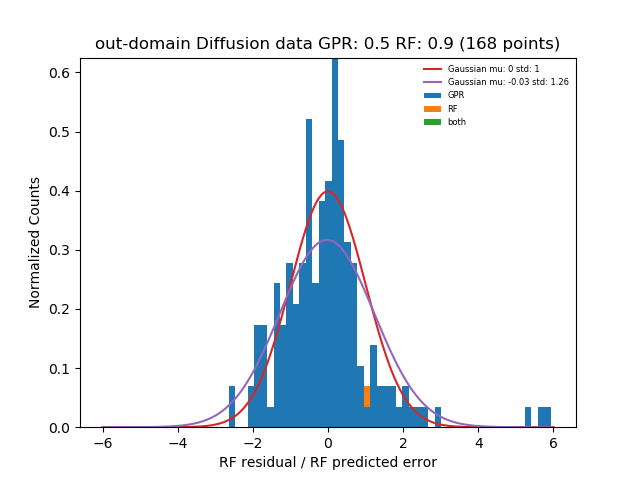 out-domain Diffusion data GPR: 0.5 RF: 0.9 (168 points)
Gaussian mu: 0 std: 1
Gaussian mu: -0.03 std: 1.26
GPR
RF
both
Normalized Counts
0.6
0.5
0.4
0.3
0.2
0.1
0.0
−6 −4 −2 0 2 4 6
RF residual / RF predicted error